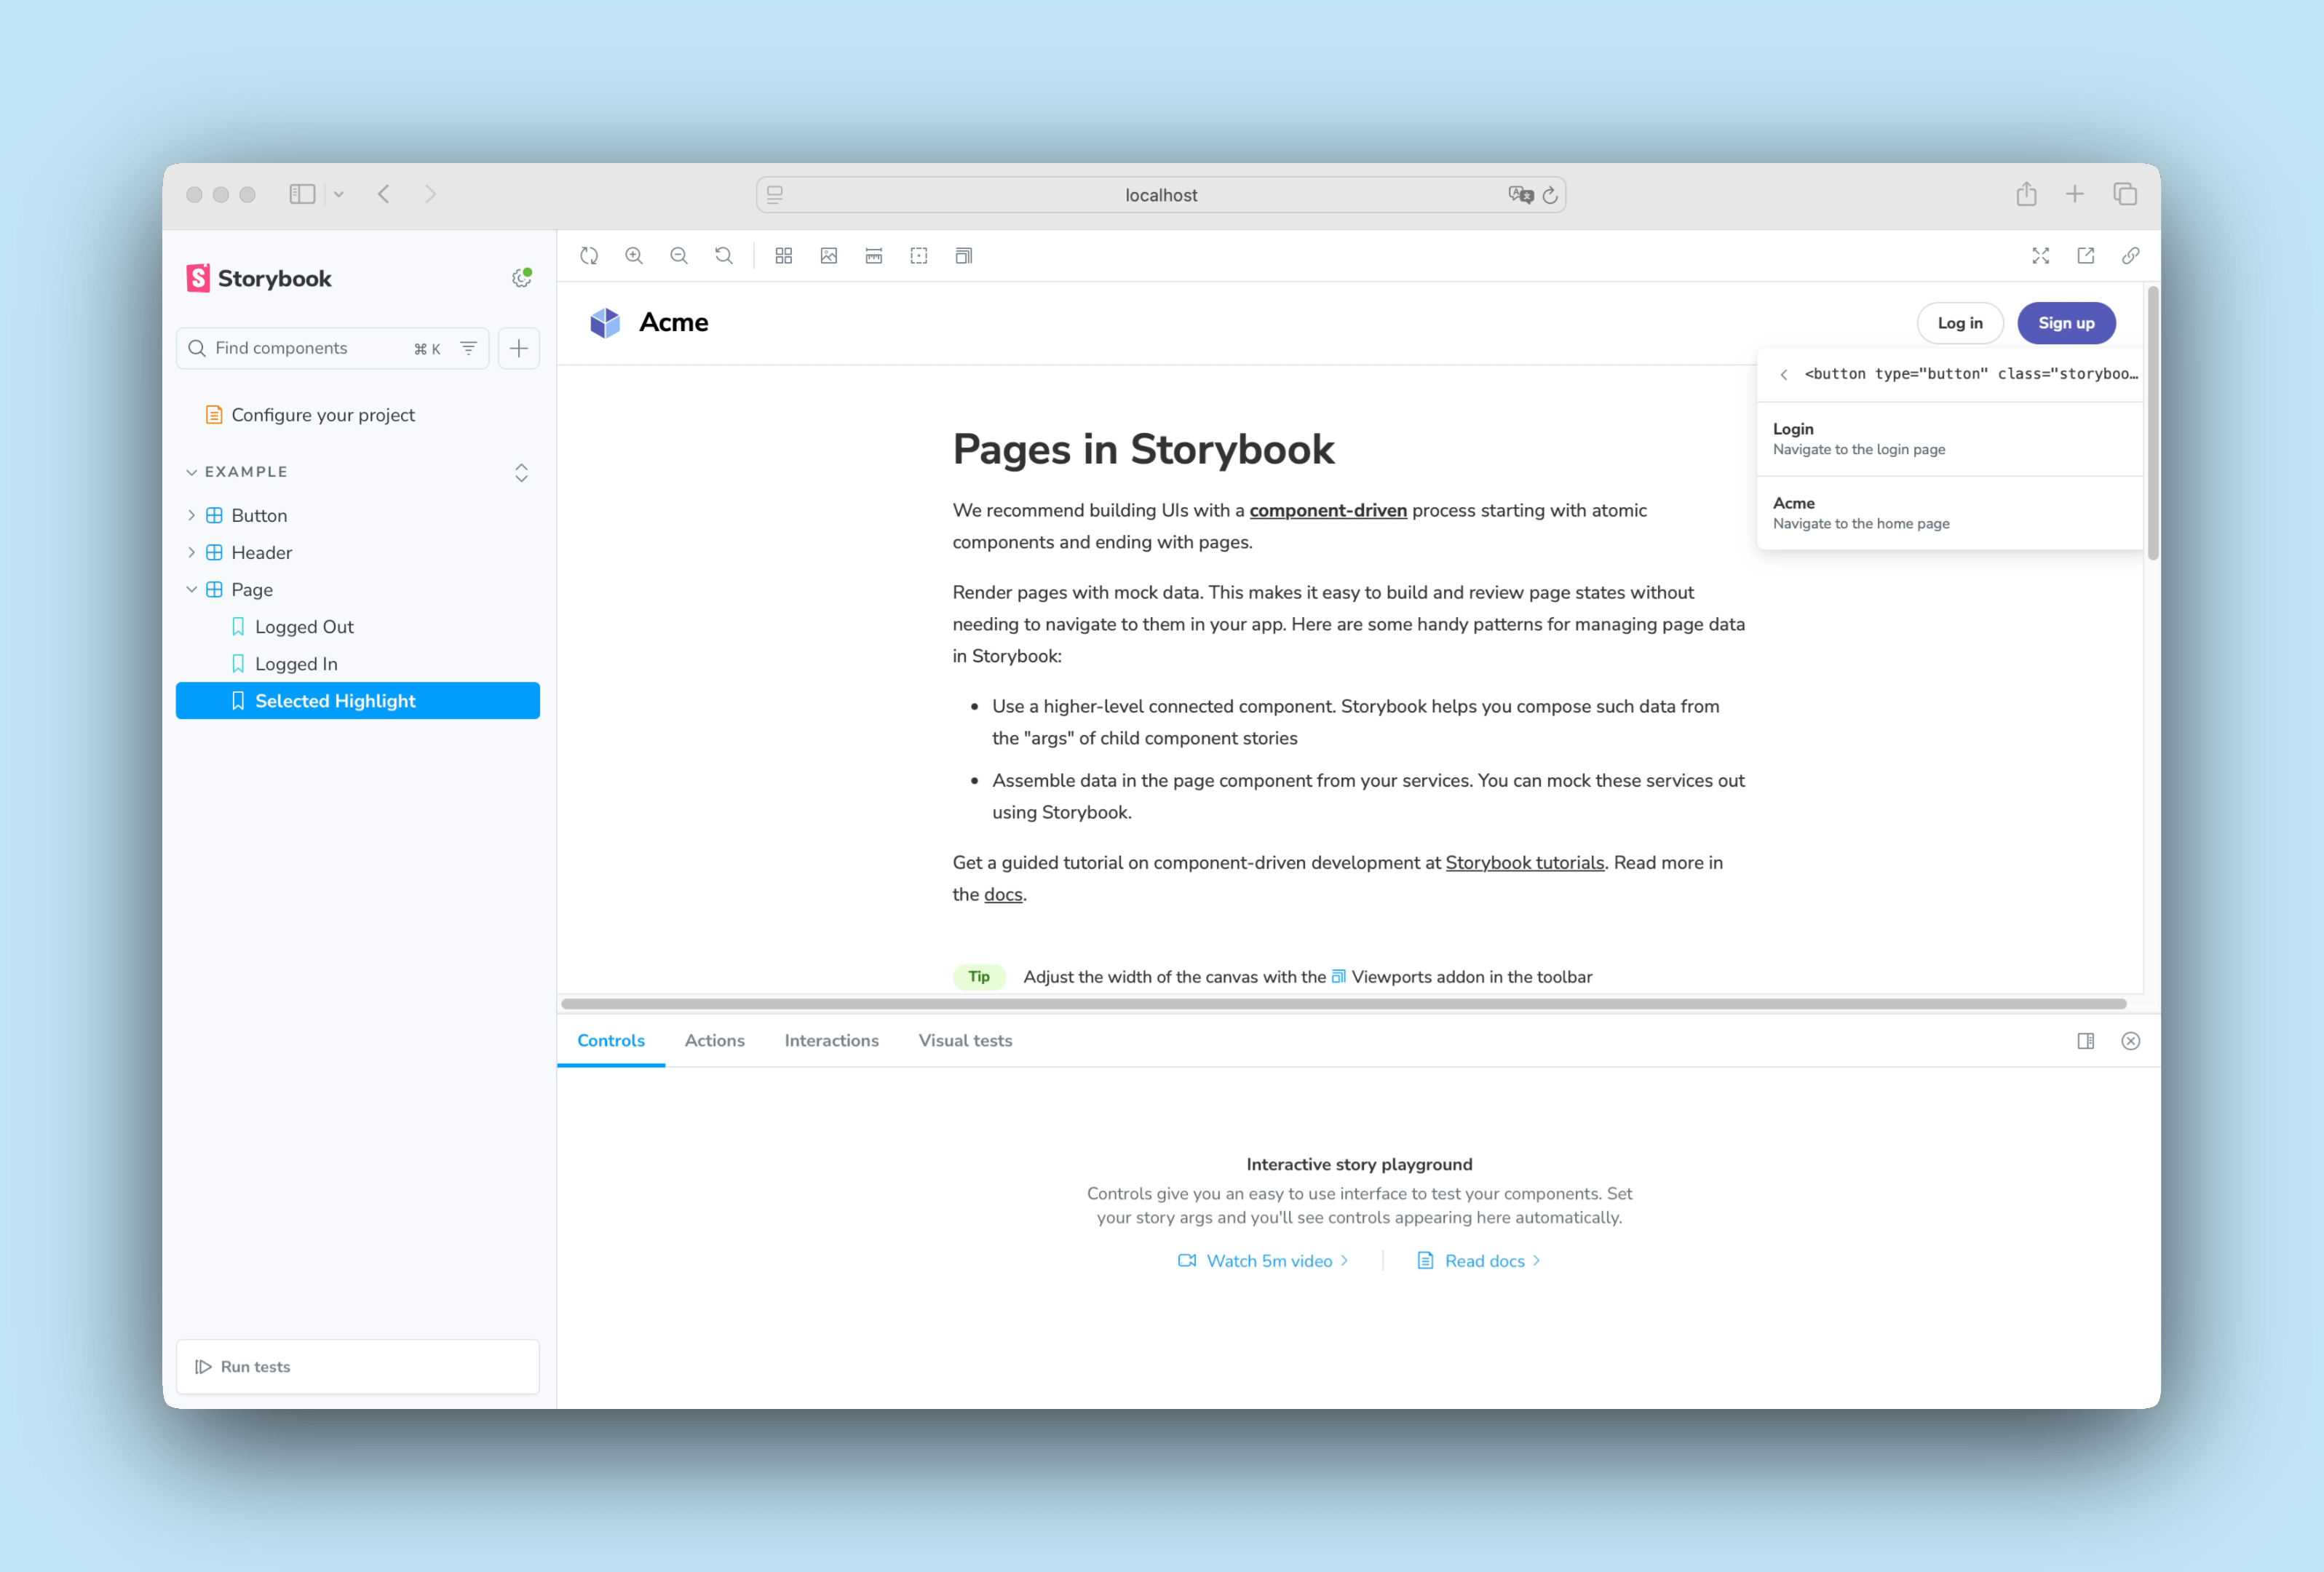 localhost
Storybook
Find components ⌘ K
Configure your project
EXAMPLE
Button
Header
Page
Logged Out
Logged In
Selected Highlight
Run tests
Acme
Log in
Sign up
<button type="button" class="storyboo…
Login
Navigate to the login page
Acme
Navigate to the home page
Pages in Storybook
We recommend building UIs with a component-driven process starting with atomic
components and ending with pages.
Render pages with mock data. This makes it easy to build and review page states without
needing to navigate to them in your app. Here are some handy patterns for managing page data
in Storybook:
• Use a higher-level connected component. Storybook helps you compose such data from
the "args" of child component stories
• Assemble data in the page component from your services. You can mock these services out
using Storybook.
Get a guided tutorial on component-driven development at Storybook tutorials. Read more in
the docs.
Tip Adjust the width of the canvas with the Viewports addon in the toolbar
Controls Actions Interactions Visual tests
Interactive story playground
Controls give you an easy to use interface to test your components. Set
your story args and you'll see controls appearing here automatically.
Watch 5m video
Read docs